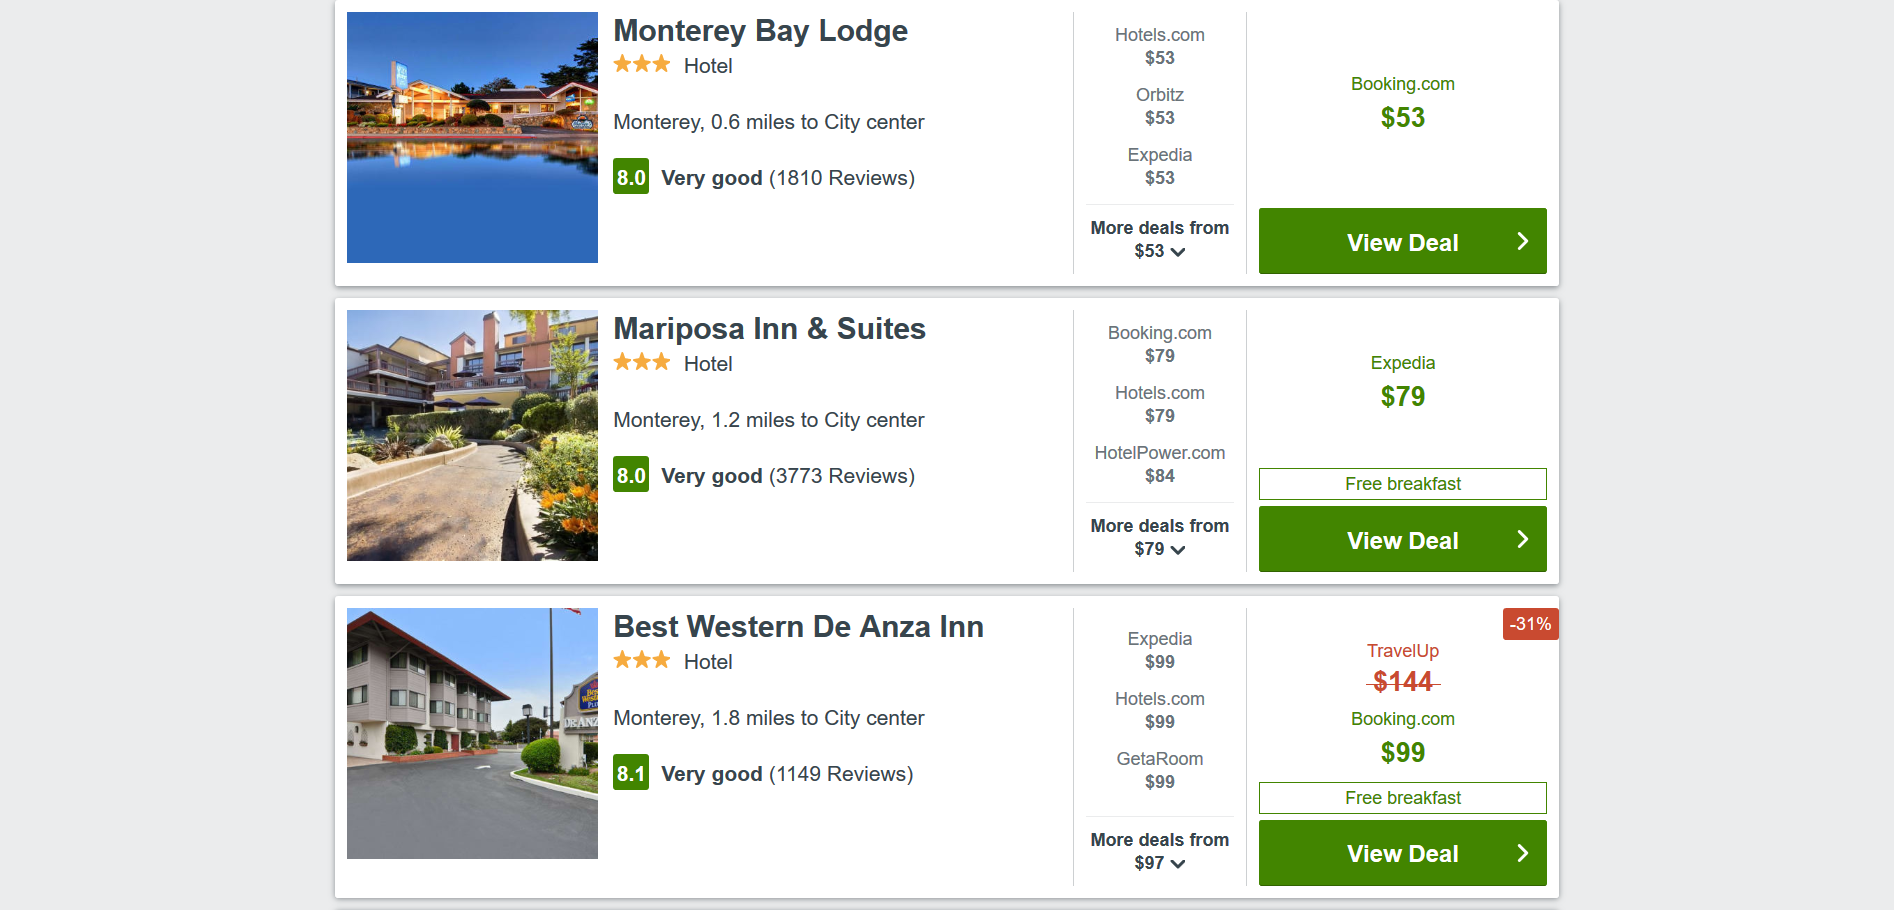 Monterey Bay Lodge
Hotel
Monterey, 0.6 miles to City center
8.0 Very good (1810 Reviews)
Hotels.com
$53
Orbitz
$53
Expedia
$53
More deals from
$53
Booking.com
$53
View Deal
Mariposa Inn & Suites
Hotel
Monterey, 1.2 miles to City center
8.0 Very good (3773 Reviews)
Booking.com
$79
Hotels.com
$79
HotelPower.com
$84
More deals from
$79
Expedia
$79
Free breakfast
View Deal
Best Western De Anza Inn
Hotel
Monterey, 1.8 miles to City center
8.1 Very good (1149 Reviews)
Expedia
$99
Hotels.com
$99
GetaRoom
$99
More deals from
$97
-31%
TravelUp
$144
Booking.com
$99
Free breakfast
View Deal